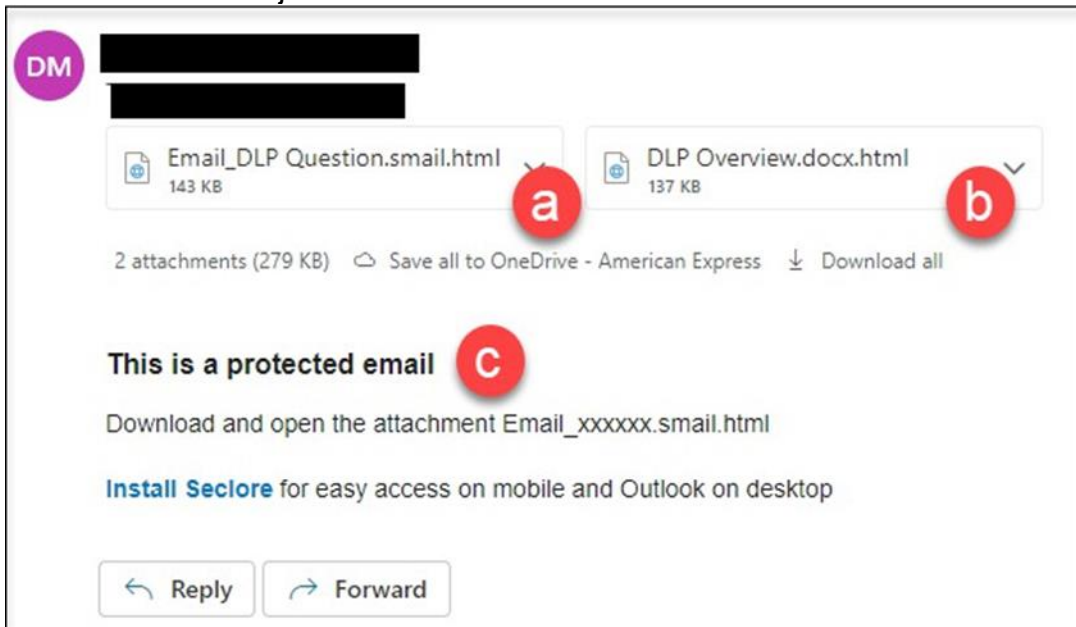 DM
Email_DLP Question.smail.html
143 KB
a
DLP Overview.docx.html
137 KB
b
2 attachments (279 KB) Save all to OneDrive - American Express Download all
This is a protected email c
Download and open the attachment Email_xxxxxx.smail.html
Install Seclore for easy access on mobile and Outlook on desktop
Reply
Forward